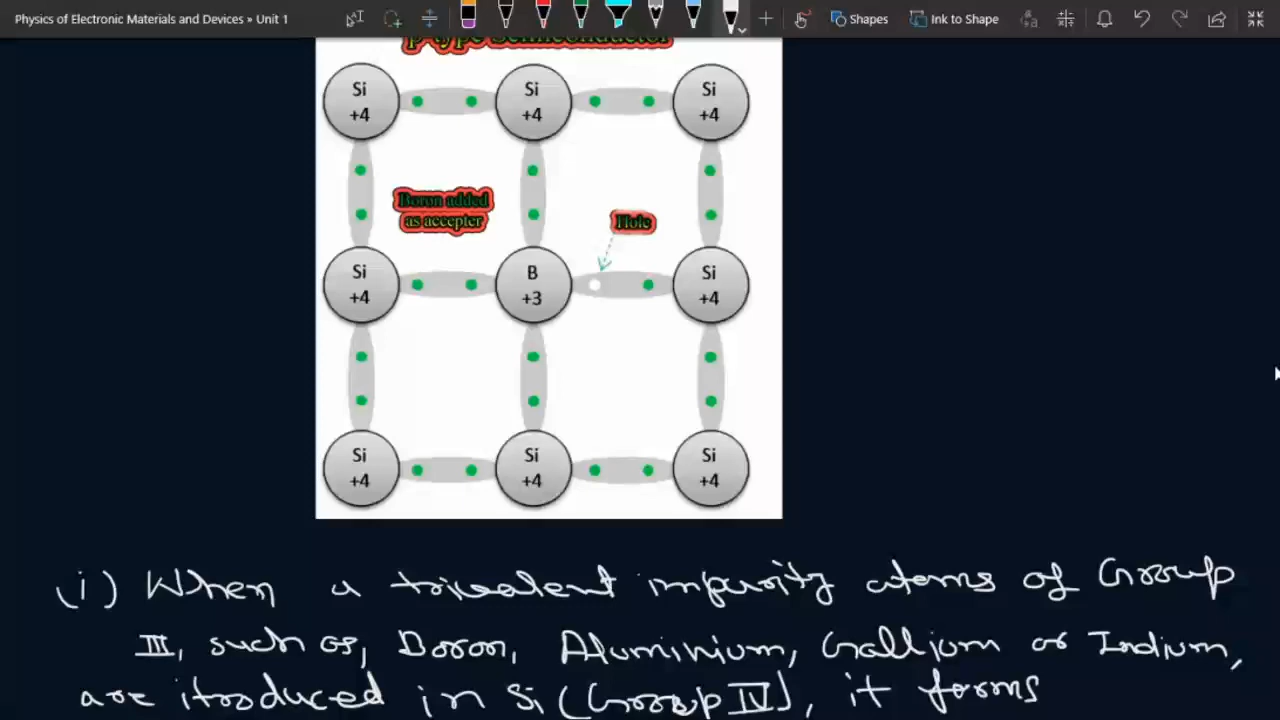 Physics of Electronic Materials and Devices » Unit 1
Shapes
Ink to Shape
p-type Semiconductor
Si Si Si
+4 +4 +4
Boron added
as accepter
Hole
Si B Si
+4 +3 +4
Si Si Si
+4 +4 +4
(i) When a trivalent impurity atoms of Group
III, such as, Boron, Aluminium, Gallium or Indium,
are itroduced in Si (Group IV), it forms